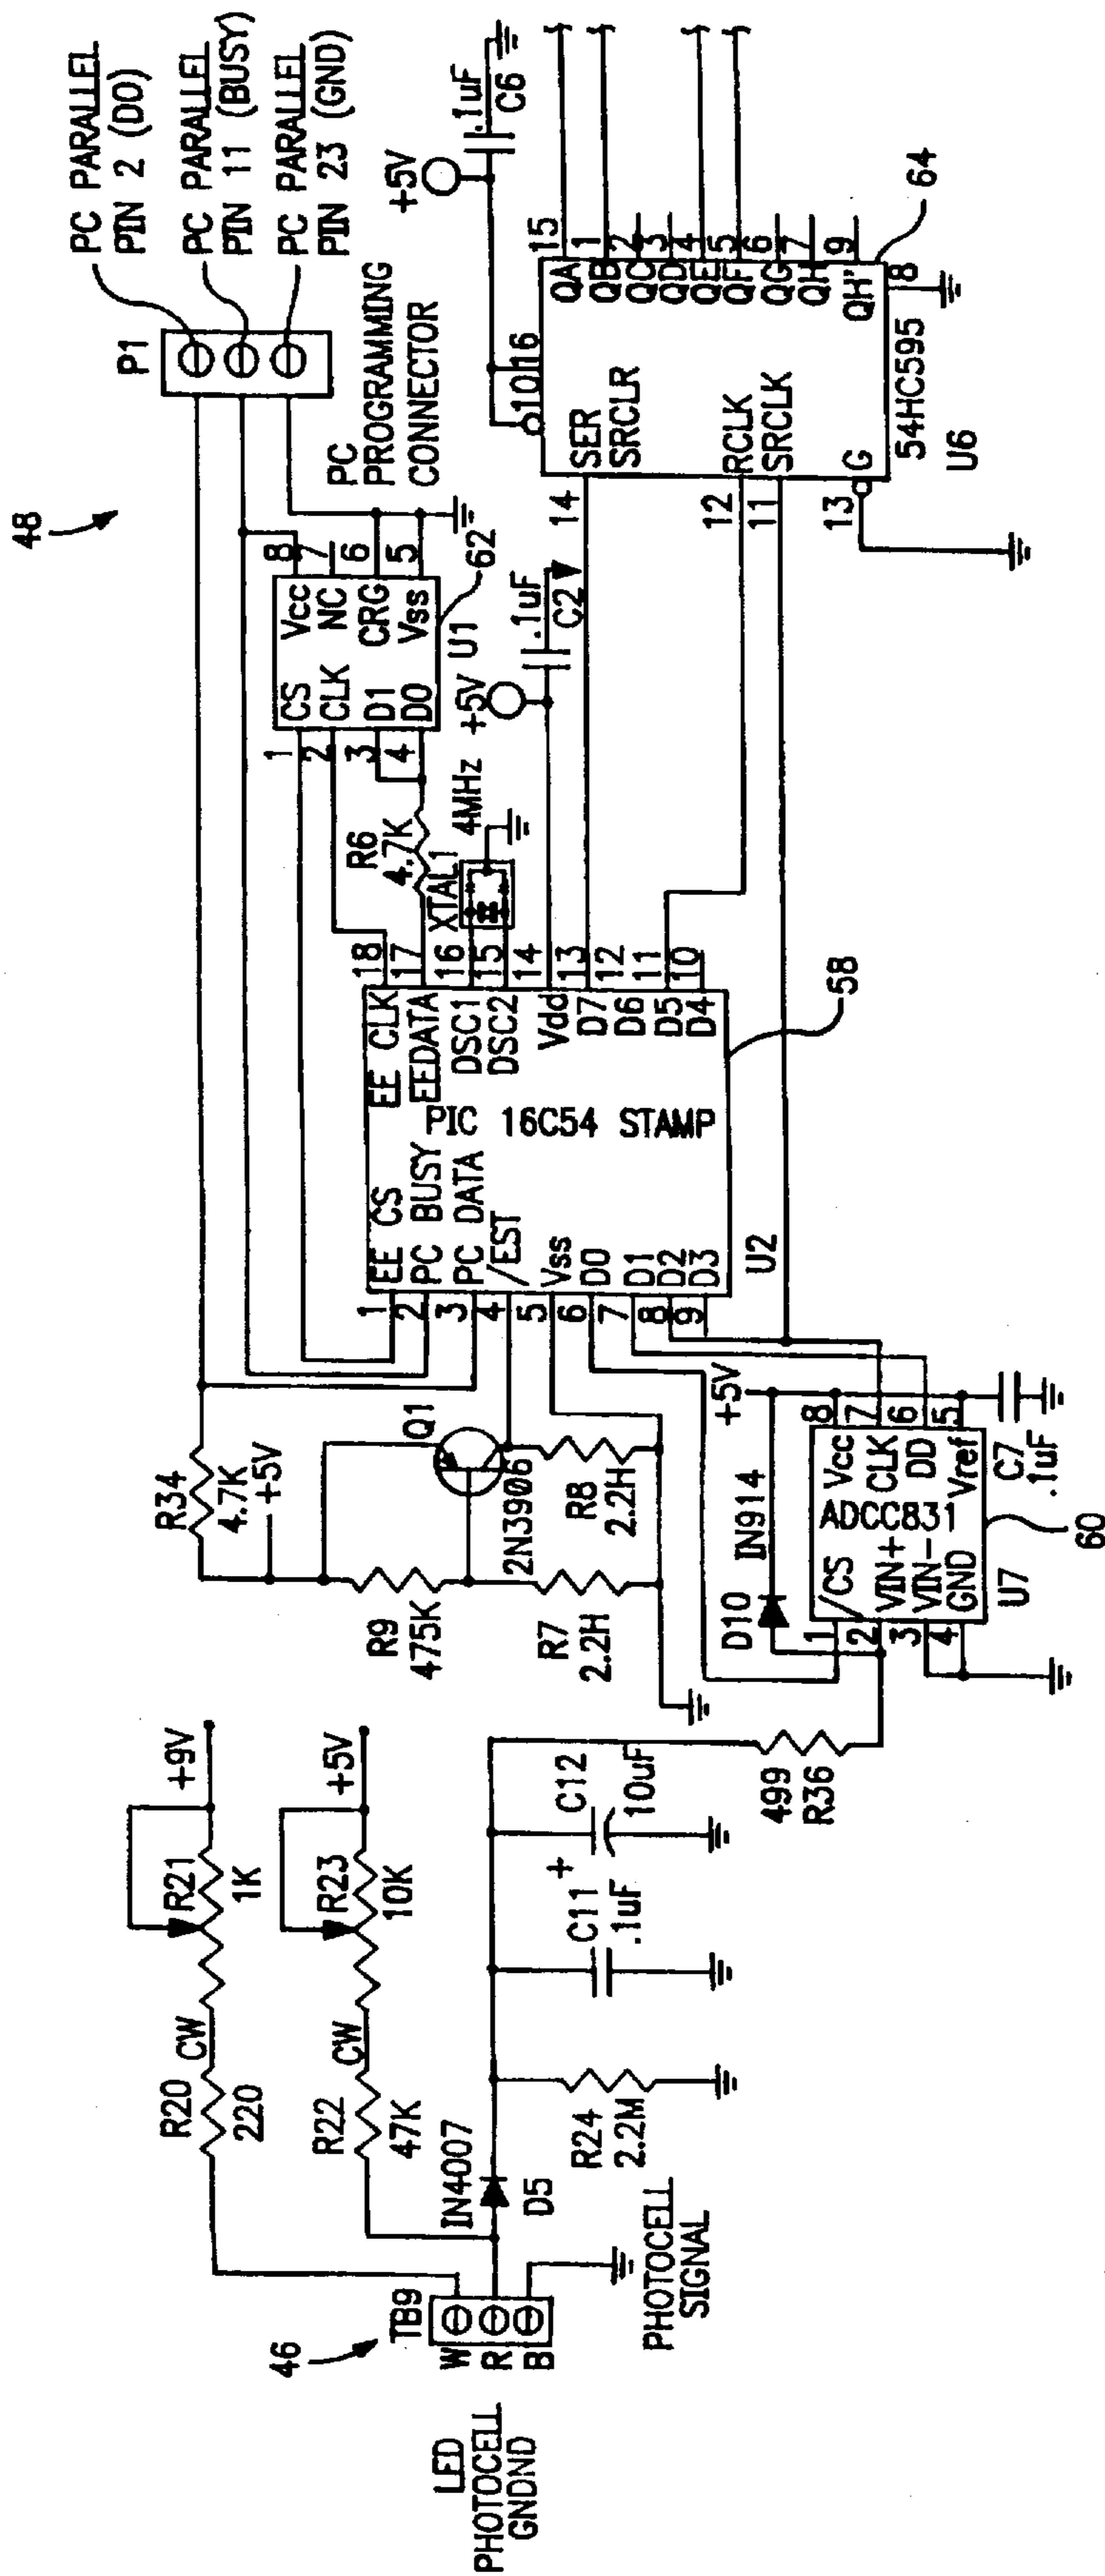 48
PC PARALLEL
PIN 2 (DO)
PC PARALLEL
PIN 11 (BUSY)
PC PARALLEL
PIN 23 (GND)
P1
PC
PROGRAMMING
CONNECTOR
R34
4.7K
+5V
R9
475K
Q1
2N3906
R7
2.2H
R8
2.2H
1
2
3
4
CS
CLK
D1
D0
Vcc
NC
CRG
Vss
8
7
6
5
U1
62
R6
4.7K
XTAL1
4MHz
+5V
.1uF
C2
1
2
3
4
5
6
7
8
9
EE CS
PC BUSY
PC DATA
/EST
Vss
D0
D1
D2
D3
PIC 16C54 STAMP
EE CLK
EEDATA
DSC1
DSC2
Vdd
D7
D6
D5
D4
18
17
16
15
14
13
12
11
10
U2
58
+5V
.1uF
C6
10
16
14
12
11
13
SER
SRCLR
RCLK
SRCLK
G
QA
QB
QC
QD
QE
QF
QG
QH
QH'
15
1
2
3
4
5
6
7
9
8
54HC595
U6
64
46
TB9
W
R
B
LED
PHOTOCELL
GNDND
PHOTOCELL
SIGNAL
R20
220
CW
R21
1K
+9V
R22
47K
CW
R23
10K
+5V
IN4007
D5
R24
2.2M
C11
.1uF
+
C12
10uF
499
R36
D10
IN914
+5V
1
2
3
4
/CS
VIN+
VIN-
GND
ADCC831
Vcc
CLK
DD
Vref
8
7
6
5
U7
C7
.1uF
60